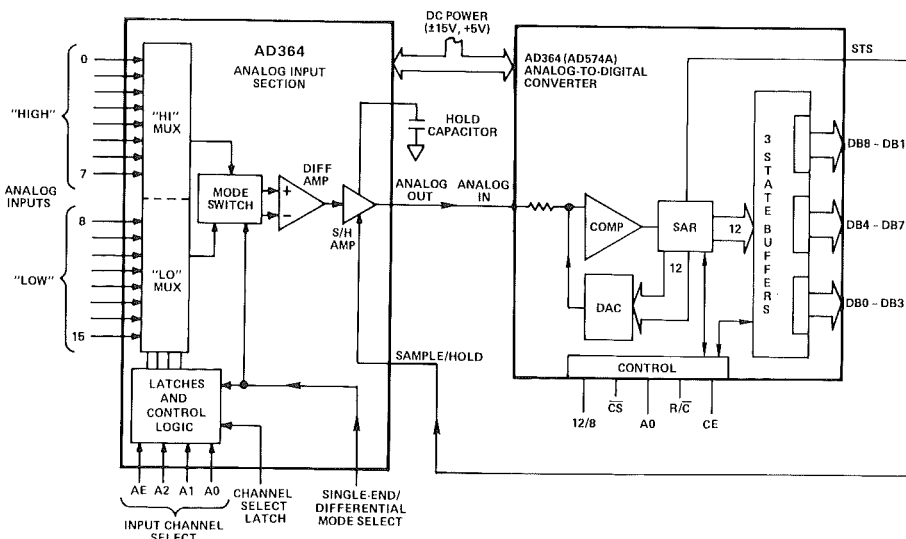 DC POWER
(±15V, +5V)
AD364
ANALOG INPUT
SECTION
AD364 (AD574A)
ANALOG-TO-DIGITAL
CONVERTER
STS
0
"HIGH"
7
ANALOG
INPUTS
8
"LOW"
15
"HI"
MUX
"LO"
MUX
MODE
SWITCH
DIFF
AMP
+
−
S/H
AMP
HOLD
CAPACITOR
ANALOG
OUT
ANALOG
IN
COMP
SAR
12
12
DAC
3 STATE BUFFERS
DB8 - DB1
DB4 - DB7
DB0 - DB3
SAMPLE/HOLD
CONTROL
12/8
C̅S̅
A0
R/C̅
CE
LATCHES
AND
CONTROL
LOGIC
AE
A2
A1
A0
INPUT CHANNEL
SELECT
CHANNEL
SELECT
LATCH
SINGLE-END/
DIFFERENTIAL
MODE SELECT